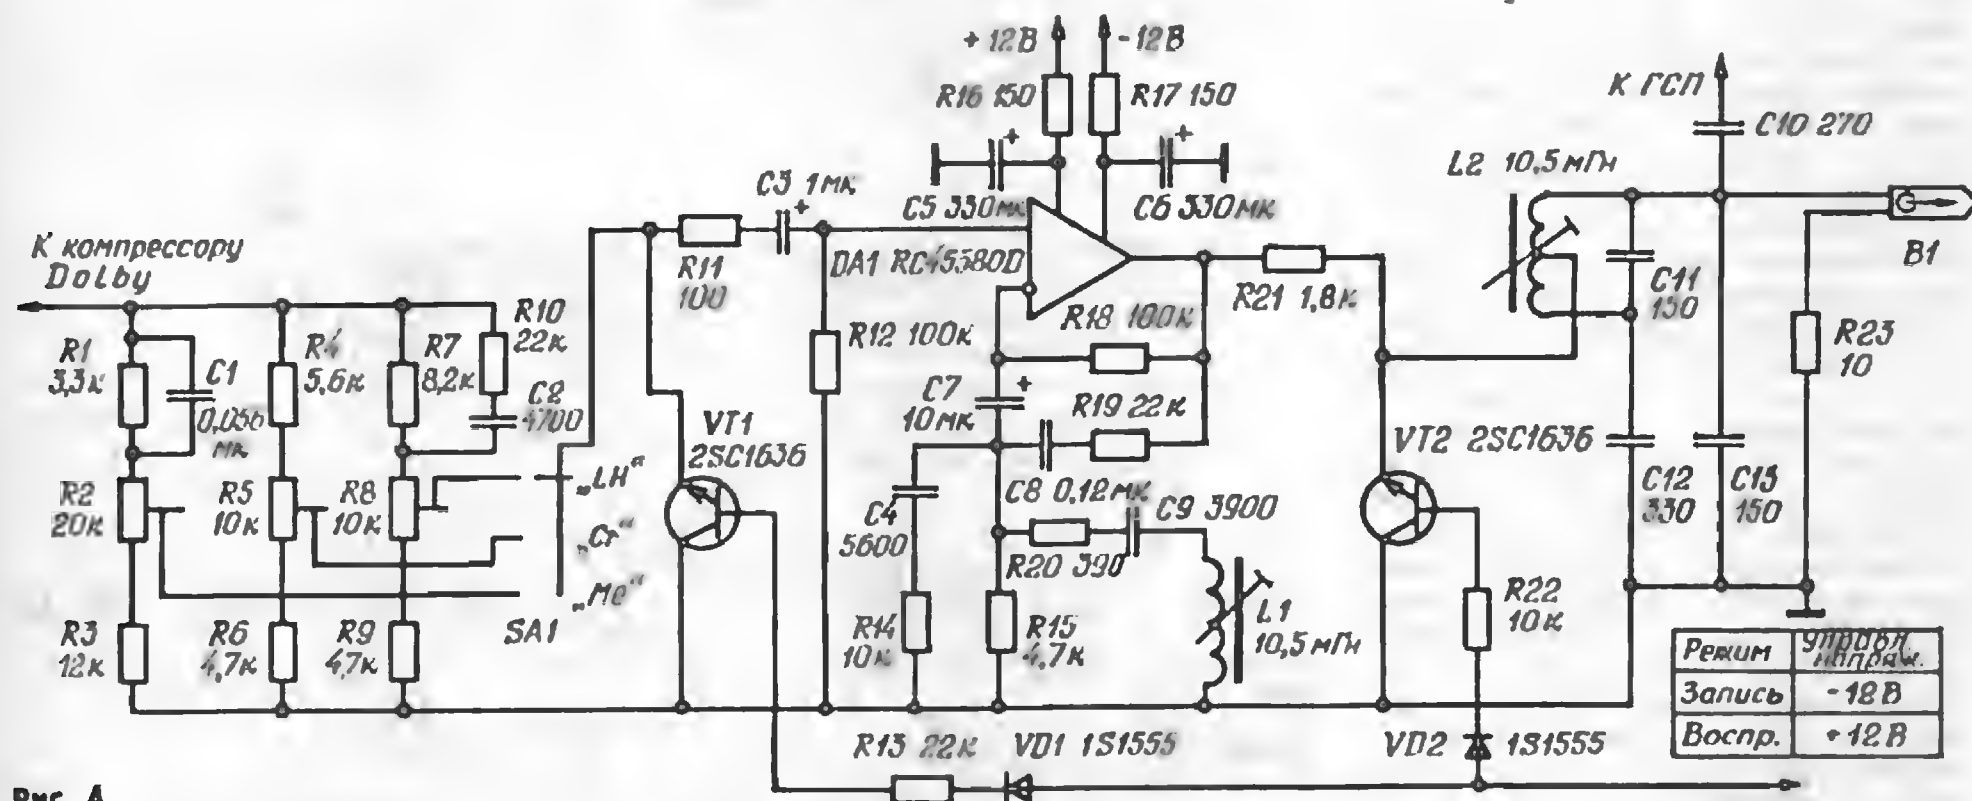 +12В
-12В
R16 150
R17 150
К ГСП
C10 270
L2 10,5мГн
C3 1мк
C5 330мк
C6 330мк
К компрессору
Dolby
R11
100
DA1 RC4558DD
B1
R10
22к
R21 1,8к
C11
150
R1
3,3к
C1
0,056
мк
R4
5,6к
R7
8,2к
C2
4700
R12 100к
R18 100к
R23
10
C7
10мк
R19 22к
VT1
2SC1636
VT2 2SC1636
R2
20к
R5
10к
R8
10к
„LH“
„Cr“
„Me“
SA1
C4
5600
C8 0,12мк
C9 3900
R20 390
C12
330
C13
150
R3
12к
R6
4,7к
R9
4,7к
R14
10к
R15
4,7к
L1
10,5мГн
R22
10к
Режим
Управл. напряж.
Запись
-12В
Воспр.
+12В
R13 22к
VD1 1S1555
VD2
1S1555
Рис. 4